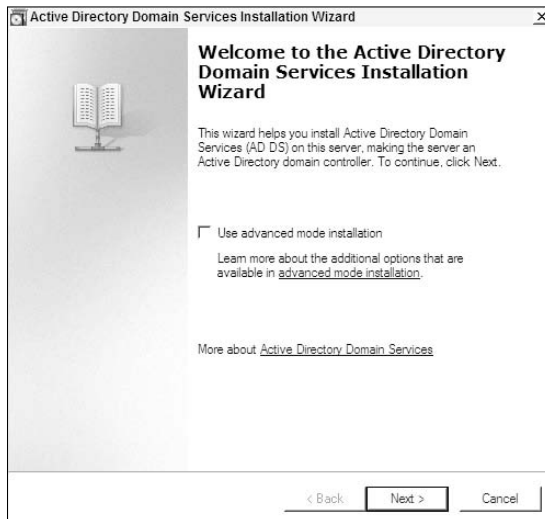 Active Directory Domain Services Installation Wizard
Welcome to the Active Directory
Domain Services Installation
Wizard
This wizard helps you install Active Directory Domain
Services (AD DS) on this server, making the server an
Active Directory domain controller. To continue, click Next.
Use advanced mode installation
Learn more about the additional options that are
available in advanced mode installation.
More about Active Directory Domain Services
< Back
Next >
Cancel